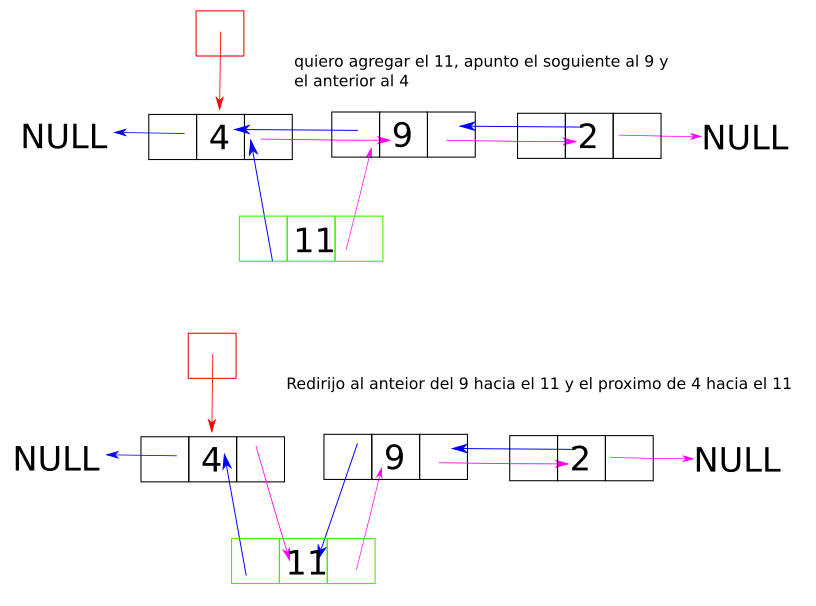 quiero agregar el 11, apunto el soguiente al 9 y
el anterior al 4
NULL 4 9 2 NULL
11
Redirijo al anteior del 9 hacia el 11 y el proximo de 4 hacia el 11
NULL 4 9 2 NULL
11